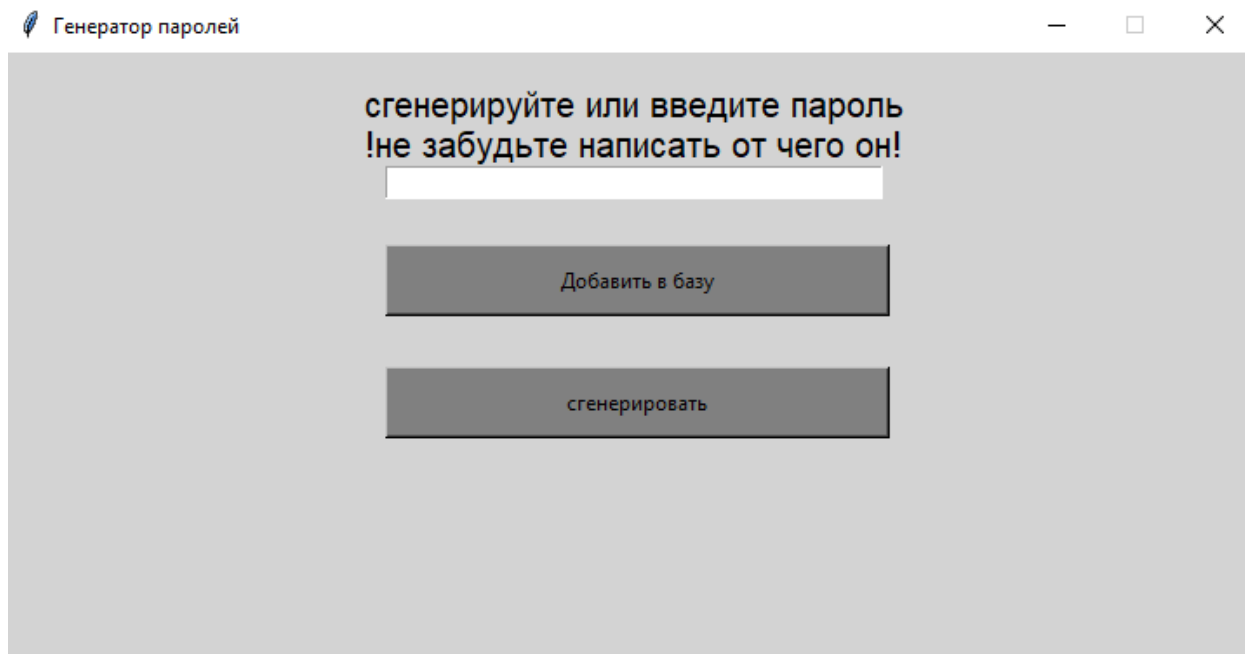 Генератор паролей
сгенерируйте или введите пароль
!не забудьте написать от чего он!
Добавить в базу
сгенерировать